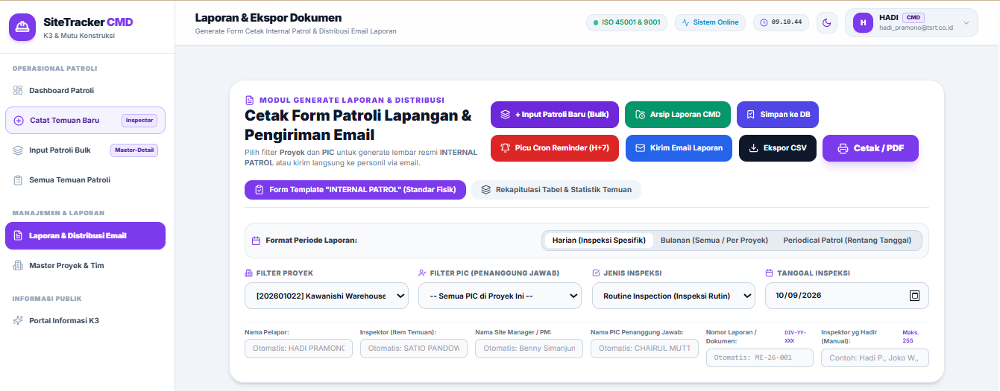 SiteTracker CMD
K3 & Mutu Konstruksi
OPERASIONAL PATROLI
Dashboard Patroli
Catat Temuan Baru Inspector
Input Patroli Bulk Master-Detail
Semua Temuan Patroli
MANAJEMEN & LAPORAN
Laporan & Distribusi Email
Master Proyek & Tim
INFORMASI PUBLIK
Portal Informasi K3
Laporan & Ekspor Dokumen
Generate Form Cetak Internal Patrol & Distribusi Email Laporan
ISO 45001 & 9001
Sistem Online
09.10.44
H
HADI CMD
hadi_pramono@tsrt.co.id
MODUL GENERATE LAPORAN & DISTRIBUSI
Cetak Form Patroli Lapangan &
Pengiriman Email
Pilih filter Proyek dan PIC untuk generate lembar resmi INTERNAL
PATROL atau kirim langsung ke personil via email.
+ Input Patroli Baru (Bulk)
Arsip Laporan CMD
Simpan ke DB
Picu Cron Reminder (H+7)
Kirim Email Laporan
Ekspor CSV
Cetak / PDF
Form Template "INTERNAL PATROL" (Standar Fisik)
Rekapitulasi Tabel & Statistik Temuan
Format Periode Laporan:
Harian (Inspeksi Spesifik)
Bulanan (Semua / Per Proyek)
Periodical Patrol (Rentang Tanggal)
FILTER PROYEK
[202601022] Kawanishi Warehouse
FILTER PIC (PENANGGUNG JAWAB)
-- Semua PIC di Proyek Ini --
JENIS INSPEKSI
Routine Inspection (Inspeksi Rutin)
TANGGAL INSPEKSI
10/09/2026
Nama Pelapor:
Otomatis: HADI PRAMONO
Inspektor (Item Temuan):
Otomatis: SATIO PANDOW
Nama Site Manager / PM:
Otomatis: Benny Simanjun
Nama PIC Penanggung Jawab:
Otomatis: CHAIRUL MUTT
Nomor Laporan /
Dokumen:
DIV-YY-
XXX
Otomatis: ME-26-001
Inspektor yg Hadir
(Manual):
Maks.
255
Contoh: Hadi P., Joko W.,